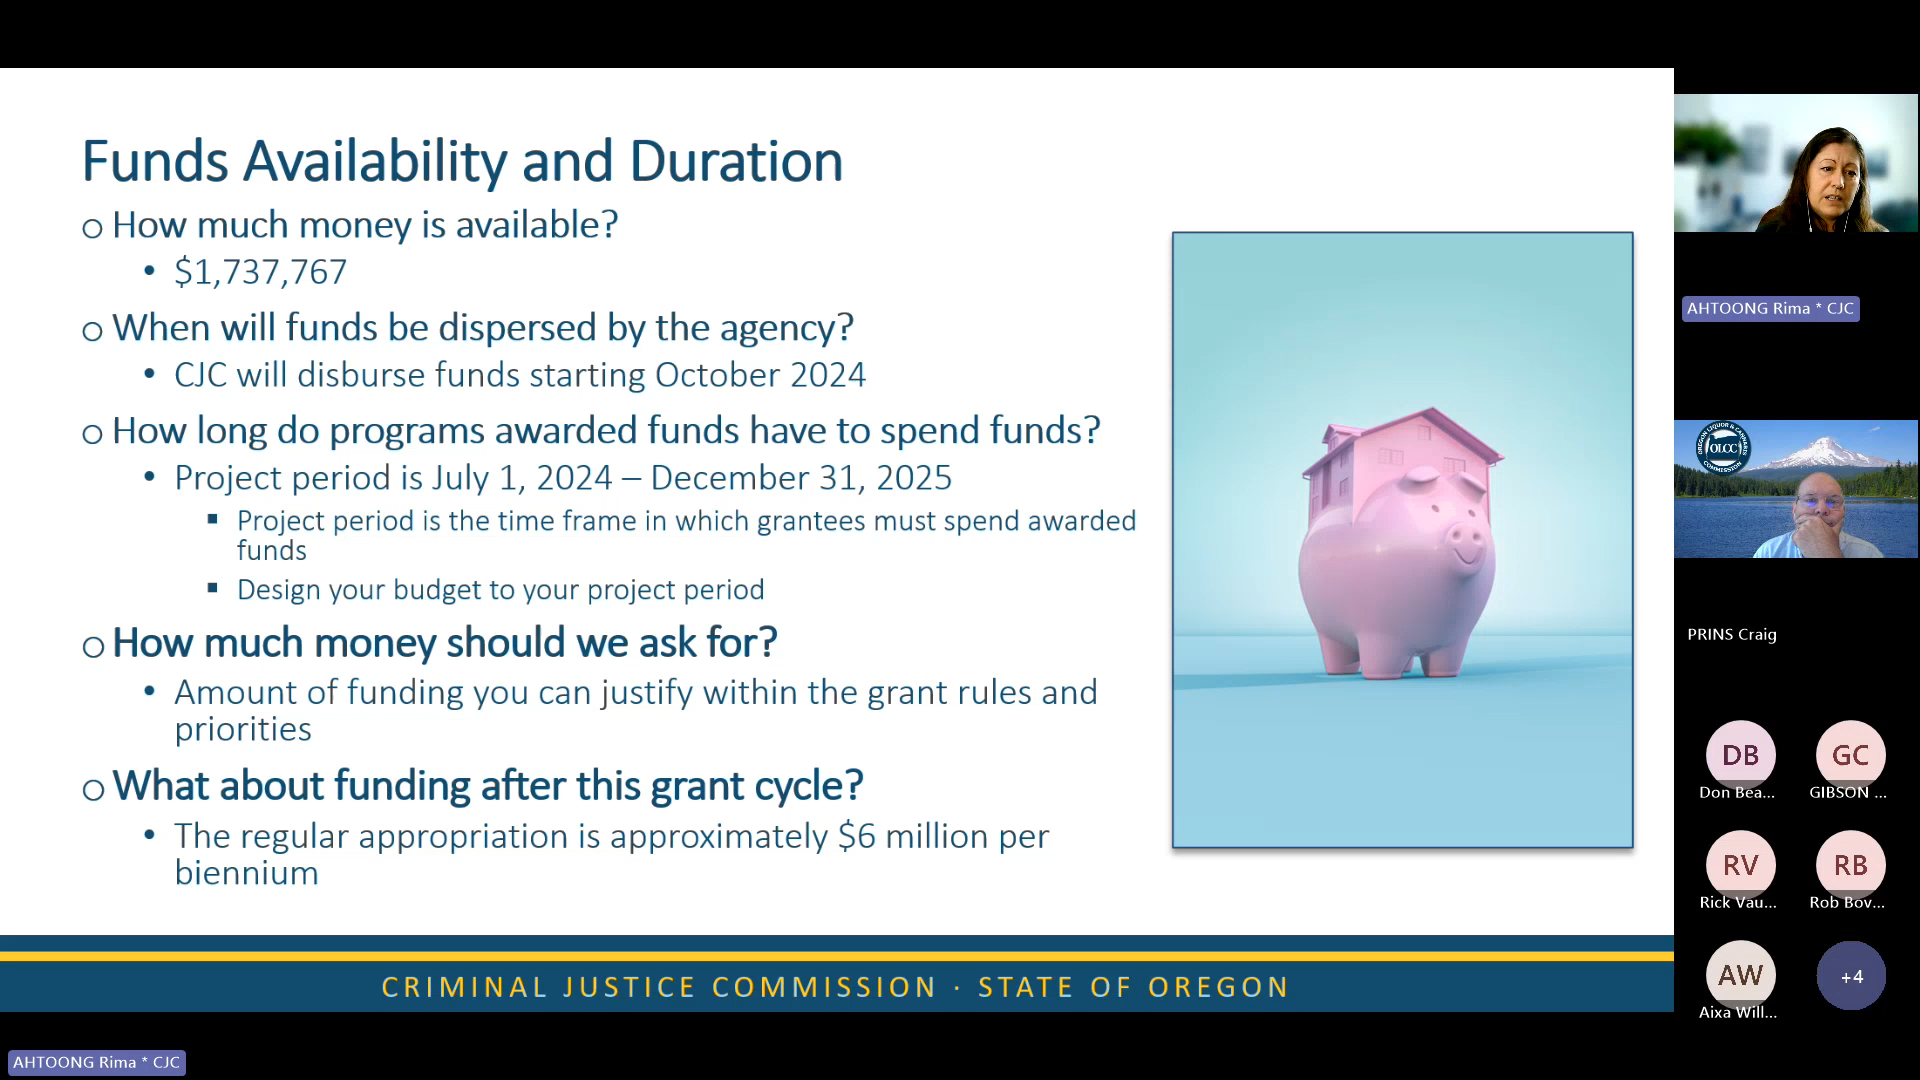 Funds Availability and Duration
o How much money is available?
• $1,737,767
o When will funds be dispersed by the agency?
• CJC will disburse funds starting October 2024
o How long do programs awarded funds have to spend funds?
• Project period is July 1, 2024 – December 31, 2025
▪ Project period is the time frame in which grantees must spend awarded
funds
▪ Design your budget to your project period
o How much money should we ask for?
• Amount of funding you can justify within the grant rules and
priorities
o What about funding after this grant cycle?
• The regular appropriation is approximately $6 million per
biennium
CRIMINAL JUSTICE COMMISSION · STATE OF OREGON
AHTOONG Rima * CJC
AHTOONG Rima * CJC
OREGON LIQUOR & CANNABIS
OLCC
COMMISSION
PRINS Craig
DB
Don Bea...
GC
GIBSON ...
RV
Rick Vau...
RB
Rob Bov...
AW
Aixa Will...
+4